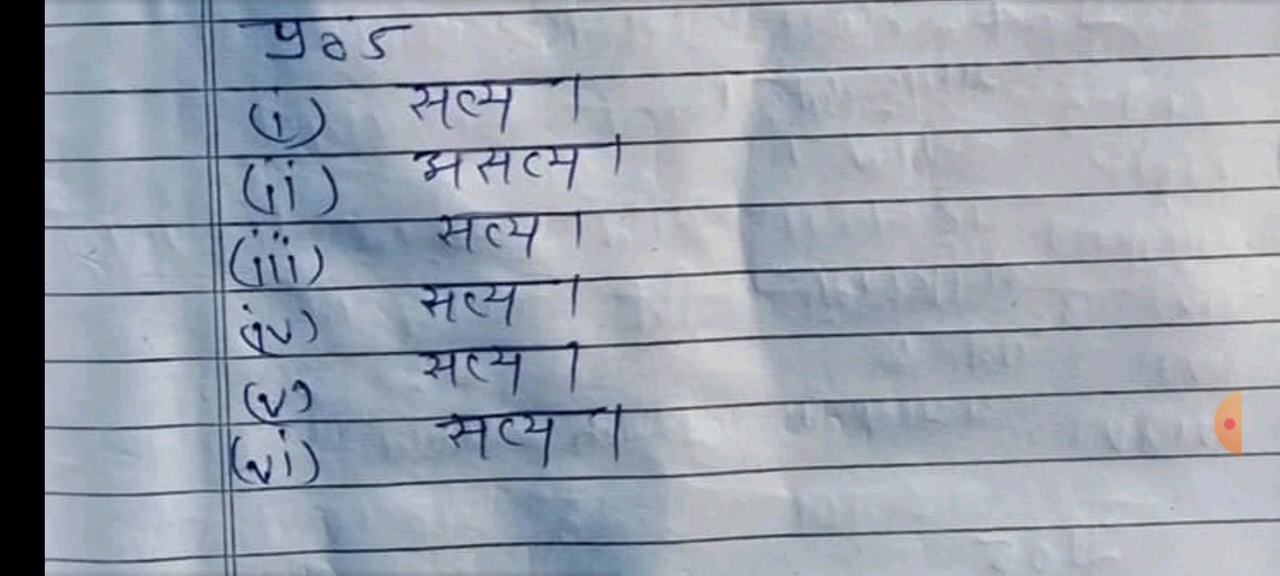 प्र०5
(i) सत्य ।
(ii) असत्य ।
(iii) सत्य ।
(iv) सत्य ।
(v) सत्य ।
(vi) सत्य ।